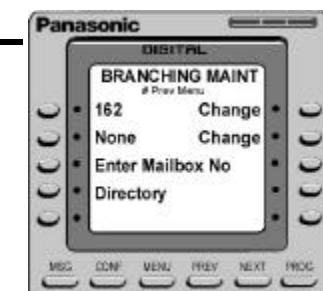 Panasonic
DIGITAL
BRANCHING MAINT
# Prev Menu
162 Change
None Change
Enter Mailbox No
Directory
MSG CONF MENU PREV NEXT PROG